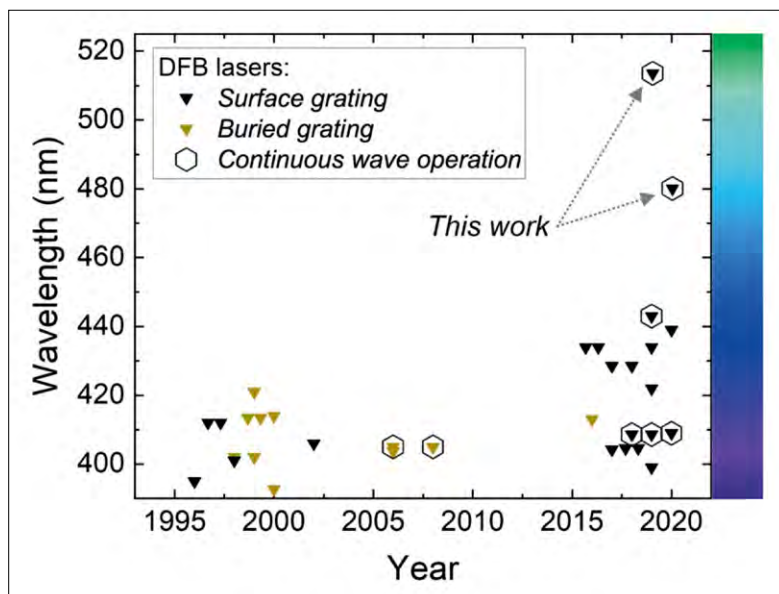 DFB lasers:
Surface grating
Buried grating
Continuous wave operation
This work
Wavelength (nm)
520
500
480
460
440
420
400
1995 2000 2005 2010 2015 2020
Year